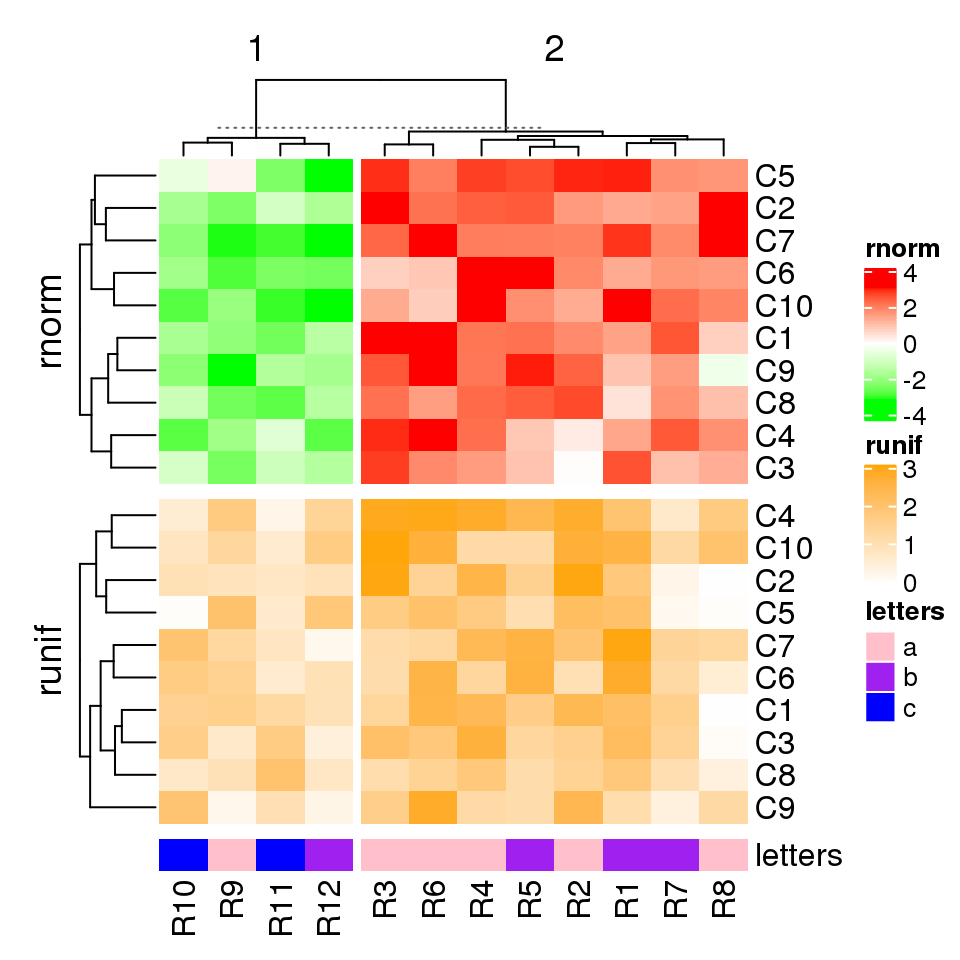 1 2
rnorm
C5
C2
C7
C6
C10
C1
C9
C8
C4
C3
runif
C4
C10
C2
C5
C7
C6
C1
C3
C8
C9
letters
R10 R9 R11 R12 R3 R6 R4 R5 R2 R1 R7 R8
rnorm
4
2
0
-2
-4
runif
3
2
1
0
letters
a
b
c